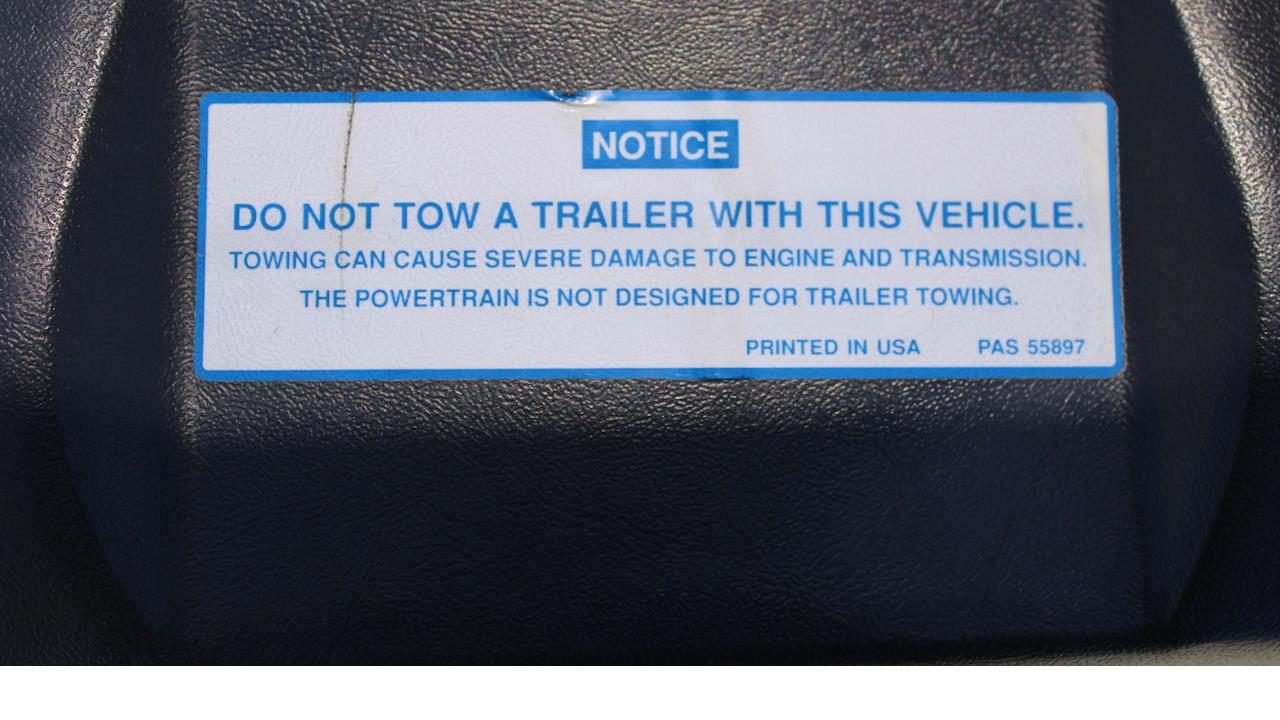 NOTICE
DO NOT TOW A TRAILER WITH THIS VEHICLE.
TOWING CAN CAUSE SEVERE DAMAGE TO ENGINE AND TRANSMISSION.
THE POWERTRAIN IS NOT DESIGNED FOR TRAILER TOWING.
PRINTED IN USA PAS 55897